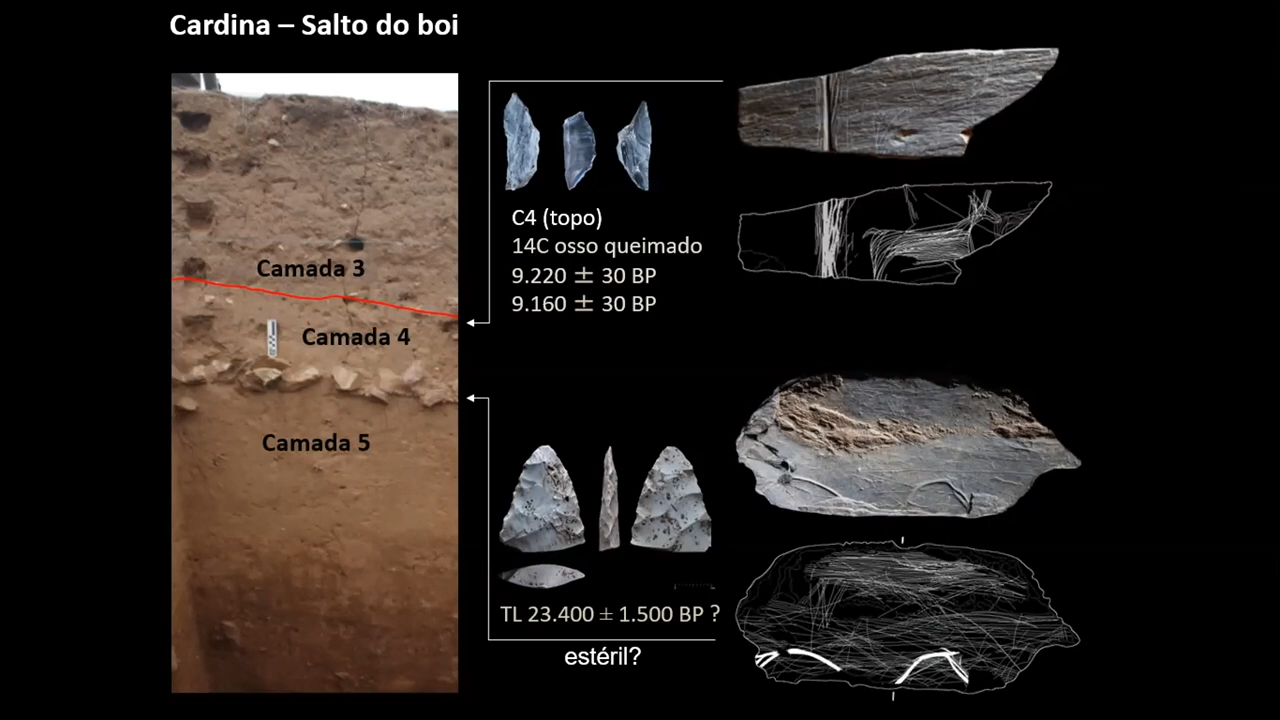 Cardina – Salto do boi
Camada 3
Camada 4
Camada 5
C4 (topo)
14C osso queimado
9.220 ± 30 BP
9.160 ± 30 BP
TL 23.400 ± 1.500 BP ?
estéril?